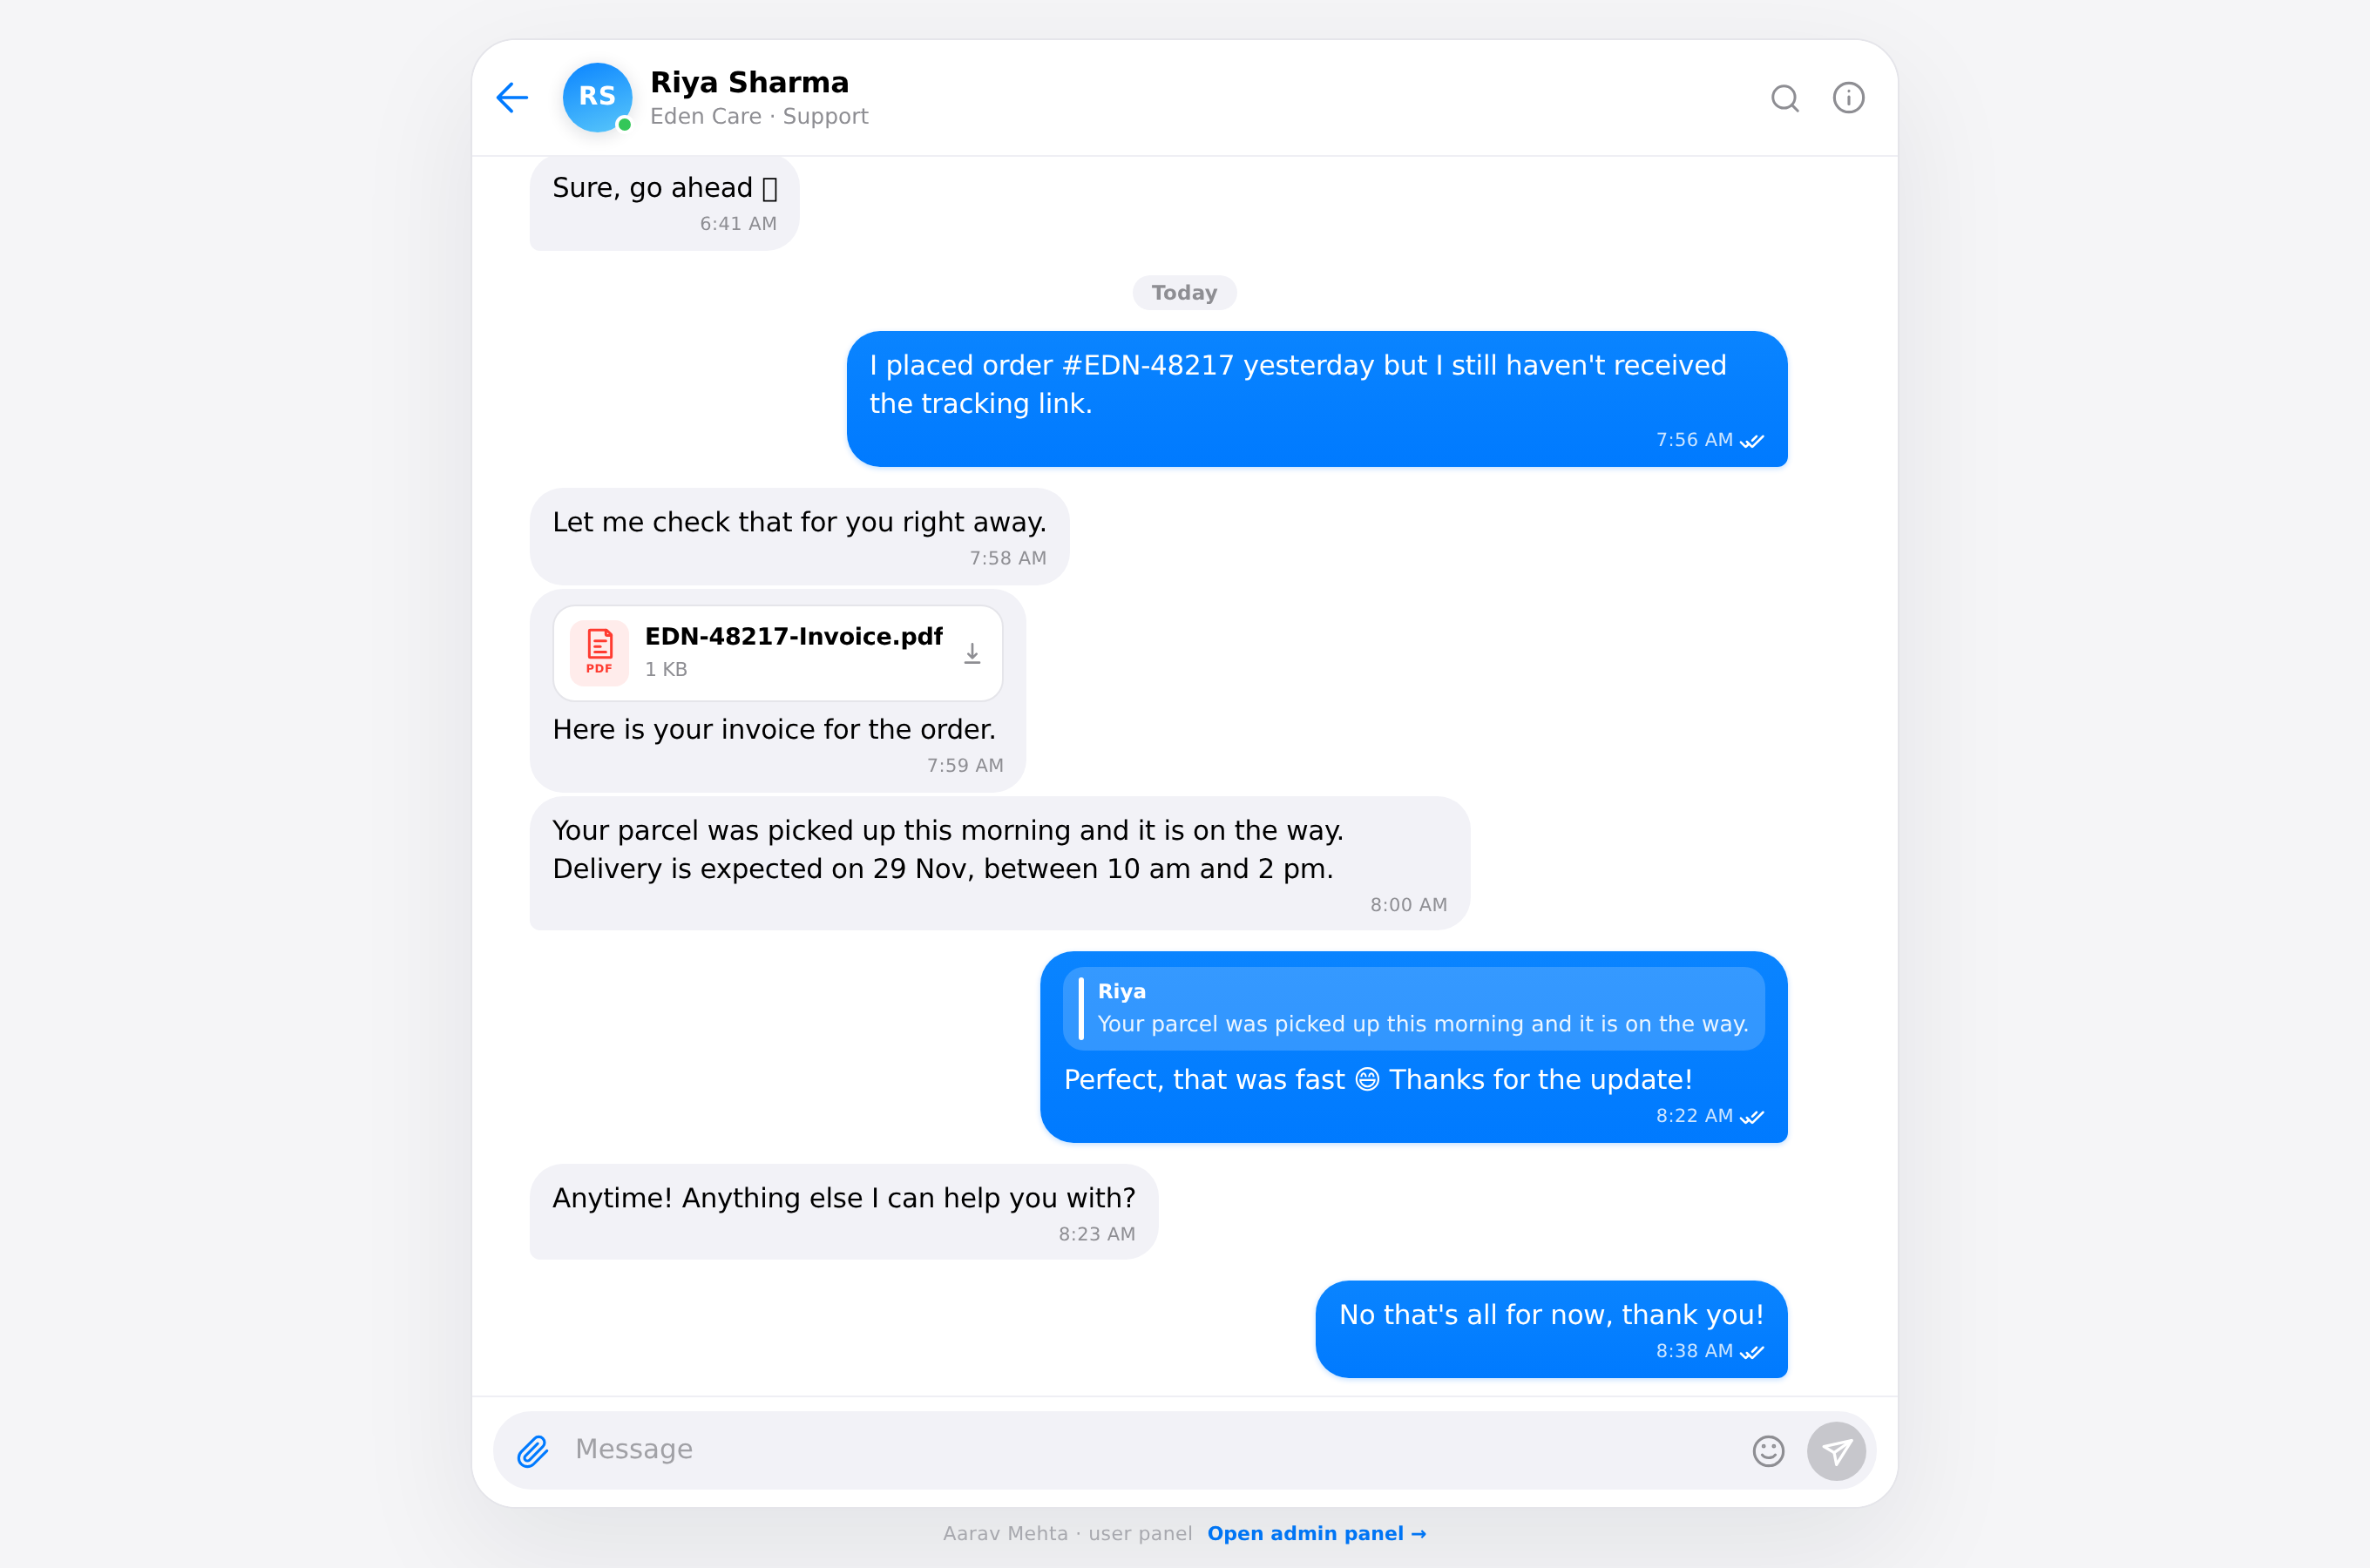 RS
Riya Sharma
Eden Care · Support
Sure, go ahead
6:41 AM
Today
I placed order #EDN-48217 yesterday but I still haven't received
the tracking link.
7:56 AM
Let me check that for you right away.
7:58 AM
PDF
EDN-48217-Invoice.pdf
1 KB
Here is your invoice for the order.
7:59 AM
Your parcel was picked up this morning and it is on the way.
Delivery is expected on 29 Nov, between 10 am and 2 pm.
8:00 AM
Riya
Your parcel was picked up this morning and it is on the way.
Perfect, that was fast 😄 Thanks for the update!
8:22 AM
Anytime! Anything else I can help you with?
8:23 AM
No that's all for now, thank you!
8:38 AM
Message
Aarav Mehta · user panel Open admin panel →